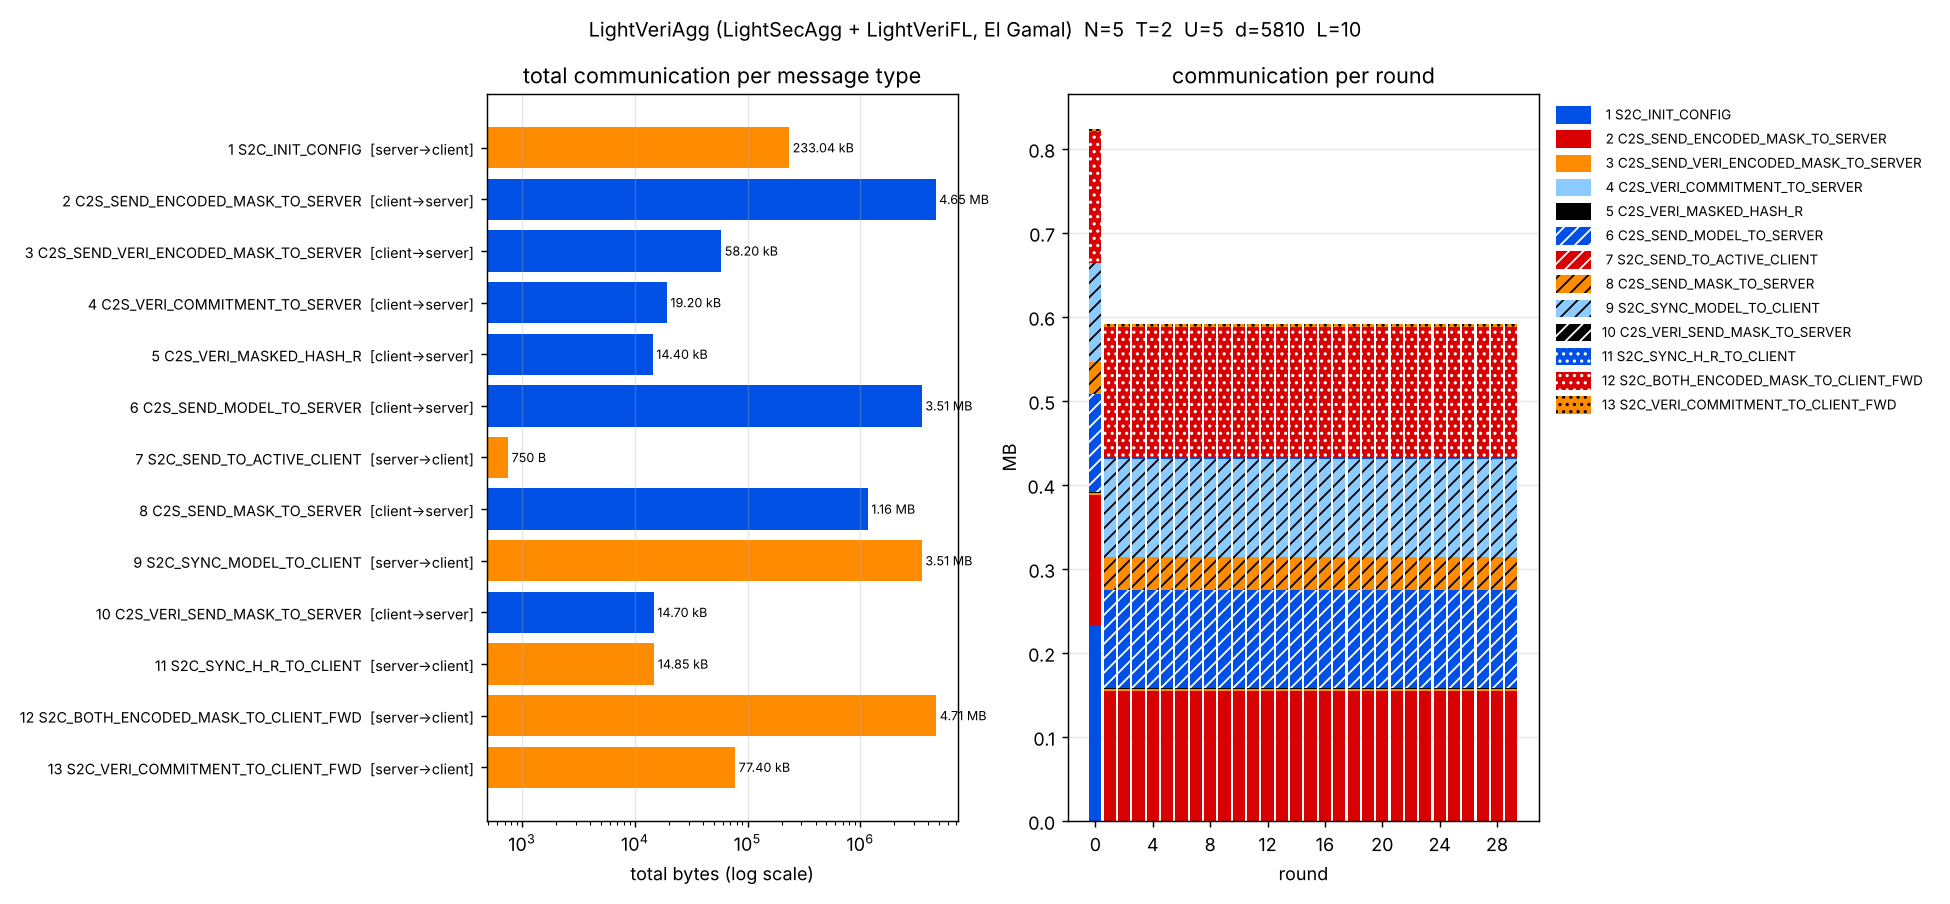 LightVeriAgg (LightSecAgg + LightVeriFL, El Gamal)  N=5  T=2  U=5  d=5810  L=10
total communication per message type
1 S2C_INIT_CONFIG  [server→client]
233.04 kB
2 C2S_SEND_ENCODED_MASK_TO_SERVER  [client→server]
4.65 MB
3 C2S_SEND_VERI_ENCODED_MASK_TO_SERVER  [client→server]
58.20 kB
4 C2S_VERI_COMMITMENT_TO_SERVER  [client→server]
19.20 kB
5 C2S_VERI_MASKED_HASH_R  [client→server]
14.40 kB
6 C2S_SEND_MODEL_TO_SERVER  [client→server]
3.51 MB
7 S2C_SEND_TO_ACTIVE_CLIENT  [server→client]
750 B
8 C2S_SEND_MASK_TO_SERVER  [client→server]
1.16 MB
9 S2C_SYNC_MODEL_TO_CLIENT  [server→client]
3.51 MB
10 C2S_VERI_SEND_MASK_TO_SERVER  [client→server]
14.70 kB
11 S2C_SYNC_H_R_TO_CLIENT  [server→client]
14.85 kB
12 S2C_BOTH_ENCODED_MASK_TO_CLIENT_FWD  [server→client]
4.71 MB
13 S2C_VERI_COMMITMENT_TO_CLIENT_FWD  [server→client]
77.40 kB
10³ 10⁴ 10⁵ 10⁶
total bytes (log scale)
communication per round
MB
0.8
0.7
0.6
0.5
0.4
0.3
0.2
0.1
0.0
0 4 8 12 16 20 24 28
round
1 S2C_INIT_CONFIG
2 C2S_SEND_ENCODED_MASK_TO_SERVER
3 C2S_SEND_VERI_ENCODED_MASK_TO_SERVER
4 C2S_VERI_COMMITMENT_TO_SERVER
5 C2S_VERI_MASKED_HASH_R
6 C2S_SEND_MODEL_TO_SERVER
7 S2C_SEND_TO_ACTIVE_CLIENT
8 C2S_SEND_MASK_TO_SERVER
9 S2C_SYNC_MODEL_TO_CLIENT
10 C2S_VERI_SEND_MASK_TO_SERVER
11 S2C_SYNC_H_R_TO_CLIENT
12 S2C_BOTH_ENCODED_MASK_TO_CLIENT_FWD
13 S2C_VERI_COMMITMENT_TO_CLIENT_FWD